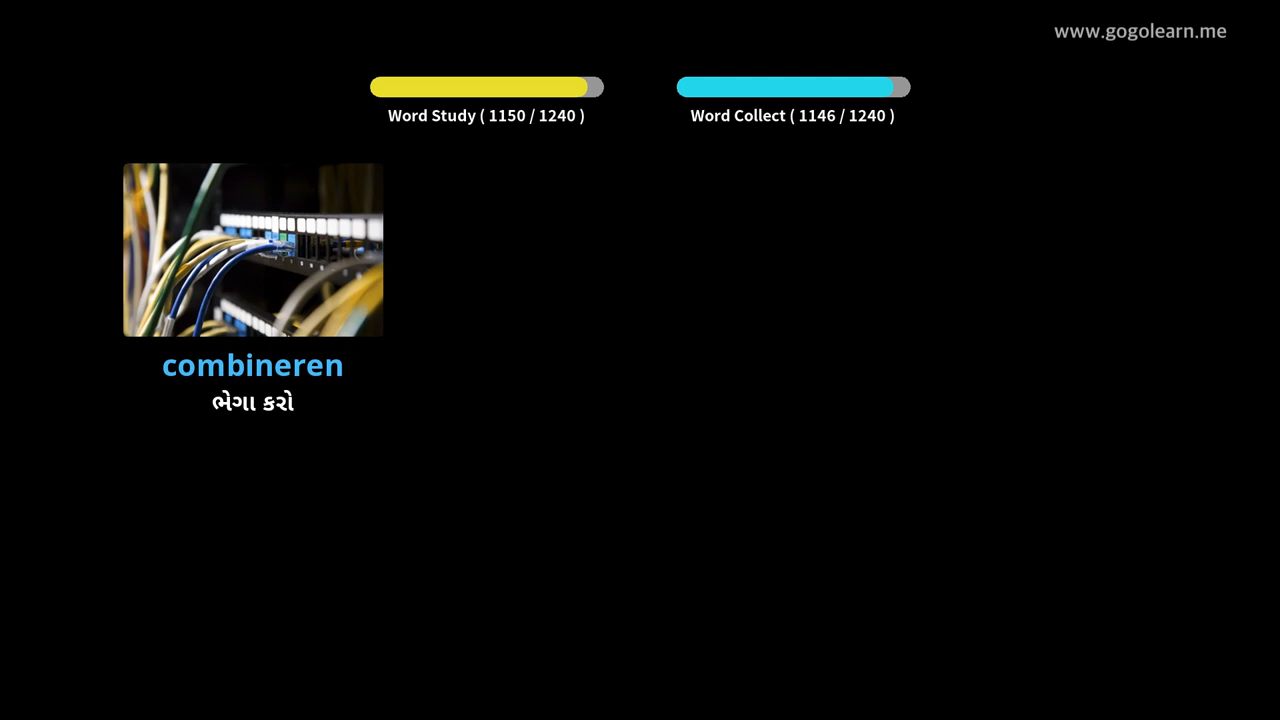 www.gogolearn.me
Word Study ( 1150 / 1240 )
Word Collect ( 1146 / 1240 )
combineren
ભેગા કરો